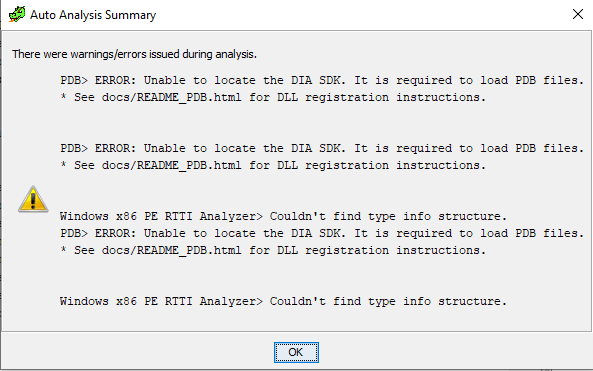 Auto Analysis Summary
There were warnings/errors issued during analysis.
PDB> ERROR: Unable to locate the DIA SDK. It is required to load PDB files.
* See docs/README_PDB.html for DLL registration instructions.
PDB> ERROR: Unable to locate the DIA SDK. It is required to load PDB files.
* See docs/README_PDB.html for DLL registration instructions.
Windows x86 PE RTTI Analyzer> Couldn't find type info structure.
PDB> ERROR: Unable to locate the DIA SDK. It is required to load PDB files.
* See docs/README_PDB.html for DLL registration instructions.
Windows x86 PE RTTI Analyzer> Couldn't find type info structure.
OK